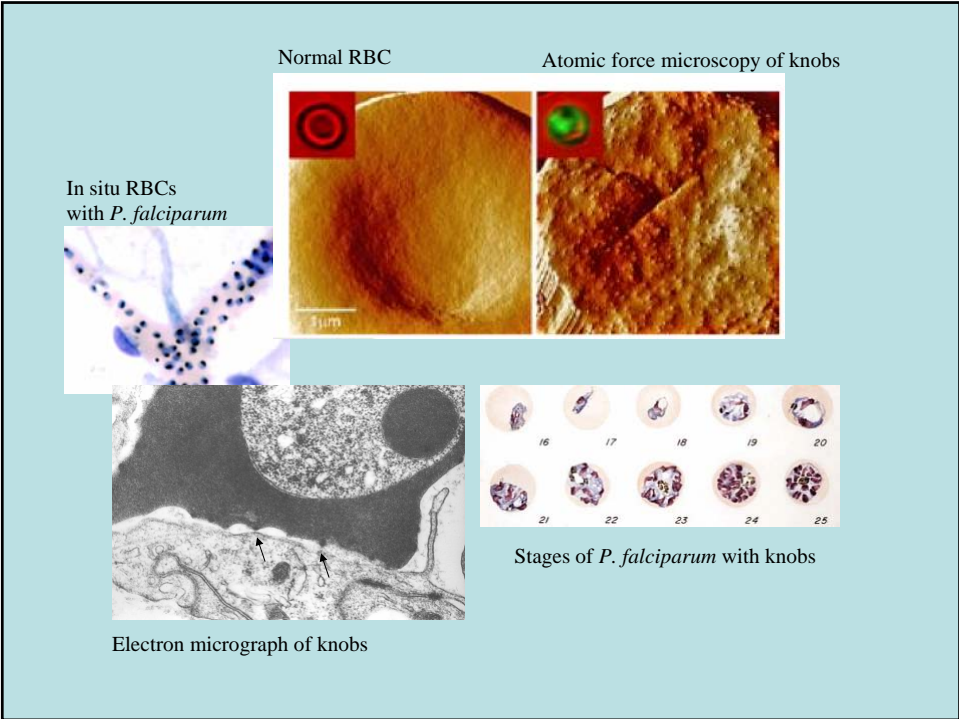 Normal RBC
Atomic force microscopy of knobs
1µm
In situ RBCs
with P. falciparum
16 17 18 19 20
21 22 23 24 25
Stages of P. falciparum with knobs
Electron micrograph of knobs